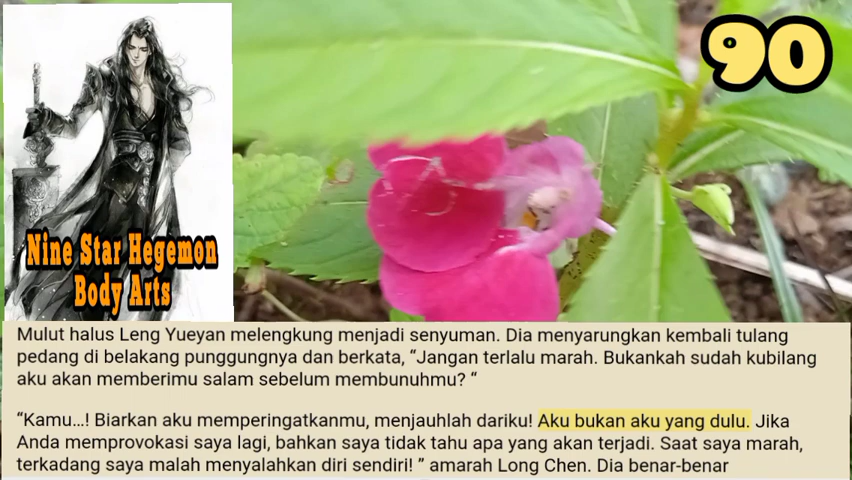 90
Nine Star Hegemon
Body Arts
Mulut halus Leng Yueyan melengkung menjadi senyuman. Dia menyarungkan kembali tulang
pedang di belakang punggungnya dan berkata, “Jangan terlalu marah. Bukankah sudah kubilang
aku akan memberimu salam sebelum membunuhmu? “
“Kamu…! Biarkan aku memperingatkanmu, menjauhlah dariku! Aku bukan aku yang dulu. Jika
Anda memprovokasi saya lagi, bahkan saya tidak tahu apa yang akan terjadi. Saat saya marah,
terkadang saya malah menyalahkan diri sendiri! ” amarah Long Chen. Dia benar-benar